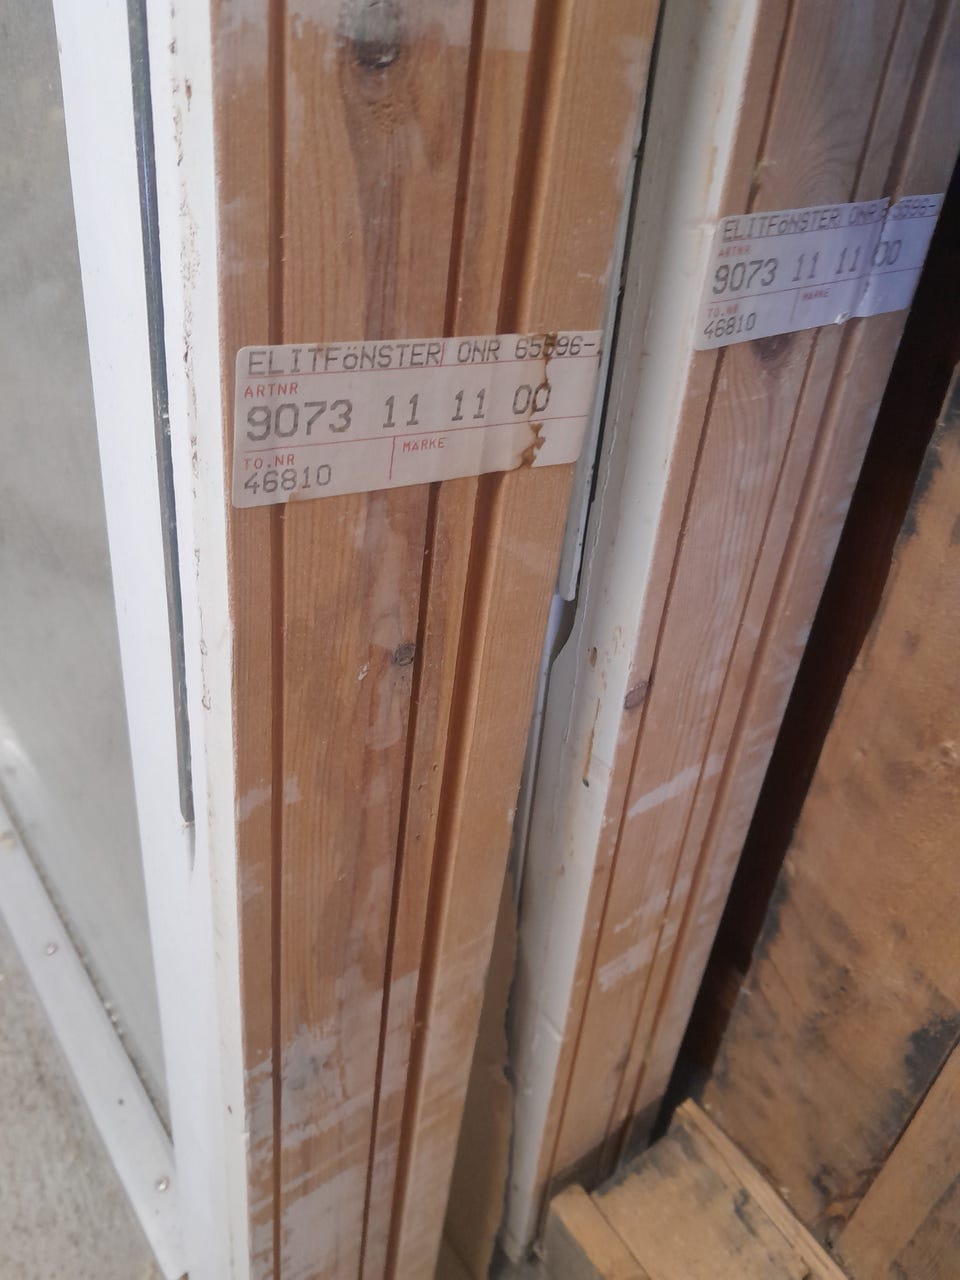 ELITFöNSTER ONR 65596-
ARTNR
9073 11 11 00
TO.NR
MARKE
46810
ELITFöNSTER ONR 65596-
ARTNR
9073 11 11 00
TO.NR
MARKE
46810